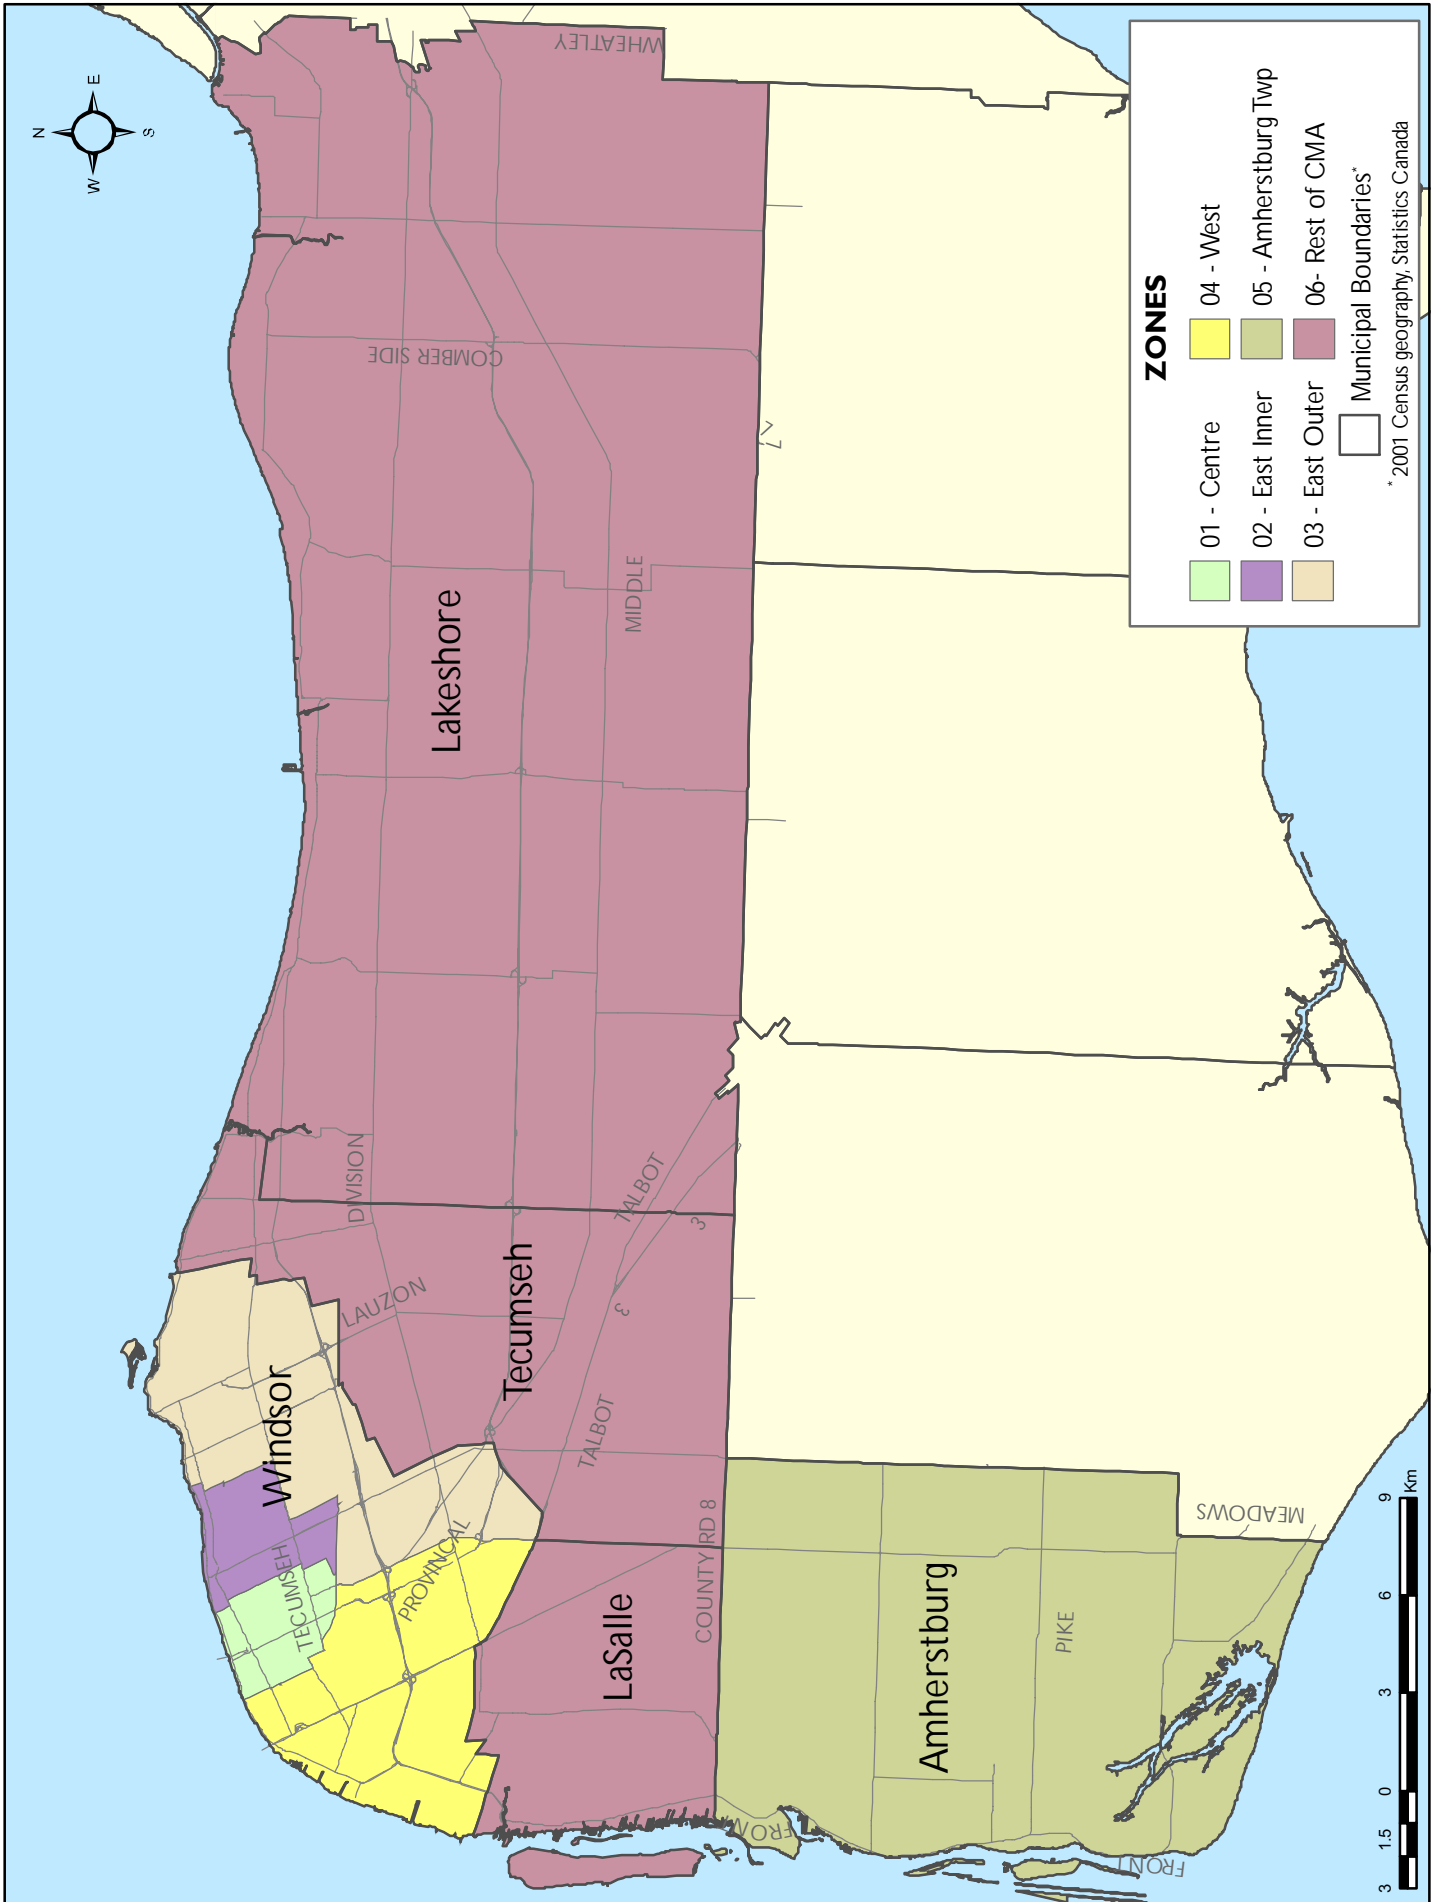 N
W
E
S
WHEATLEY
COMBER SIDE
Lakeshore
MIDDLE
77
DIVISION
TALBOT
3
LAUZON
3
Tecumseh
TALBOT
Windsor
TECUMSEH
PROVINCAL
LaSalle
COUNTY RD 8
Amherstburg
PIKE
MEADOWS
FRONT
FRONT
ZONES
01 - Centre
02 - East Inner
03 - East Outer
04 - West
05 - Amherstburg Twp
06- Rest of CMA
Municipal Boundaries*
* 2001 Census geography, Statistics Canada
3 1.5 0 3 6 9
Km